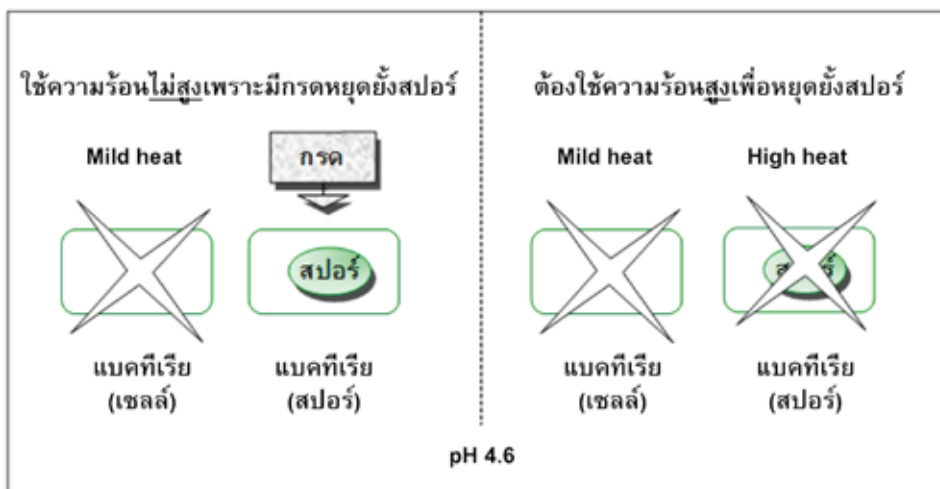 ใช้ความร้อนไม่สูงเพราะมีกรดหยุดยั้งสปอร์
Mild heat
กรด
สปอร์
แบคทีเรีย
(เซลล์)
แบคทีเรีย
(สปอร์)
ต้องใช้ความร้อนสูงเพื่อหยุดยั้งสปอร์
Mild heat
High heat
แบคทีเรีย
(เซลล์)
แบคทีเรีย
(สปอร์)
pH 4.6